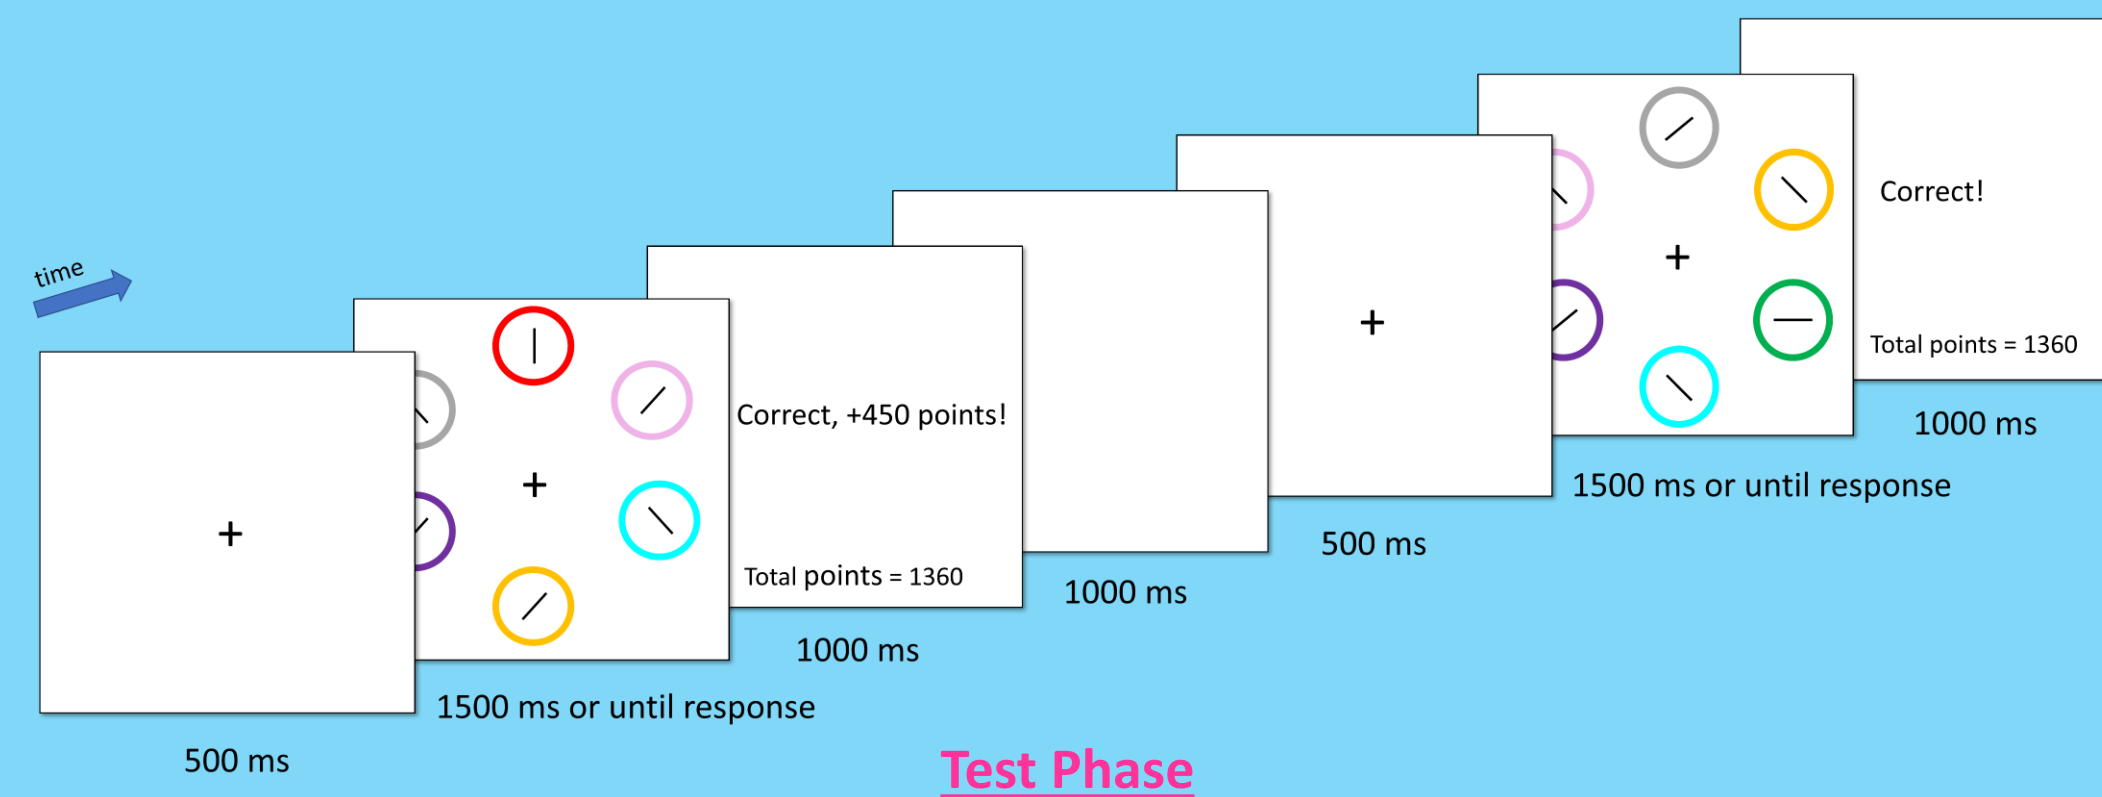 time
500 ms
1500 ms or until response
Correct, +450 points!
Total points = 1360
1000 ms
1000 ms
500 ms
1500 ms or until response
Correct!
Total points = 1360
1000 ms
Test Phase